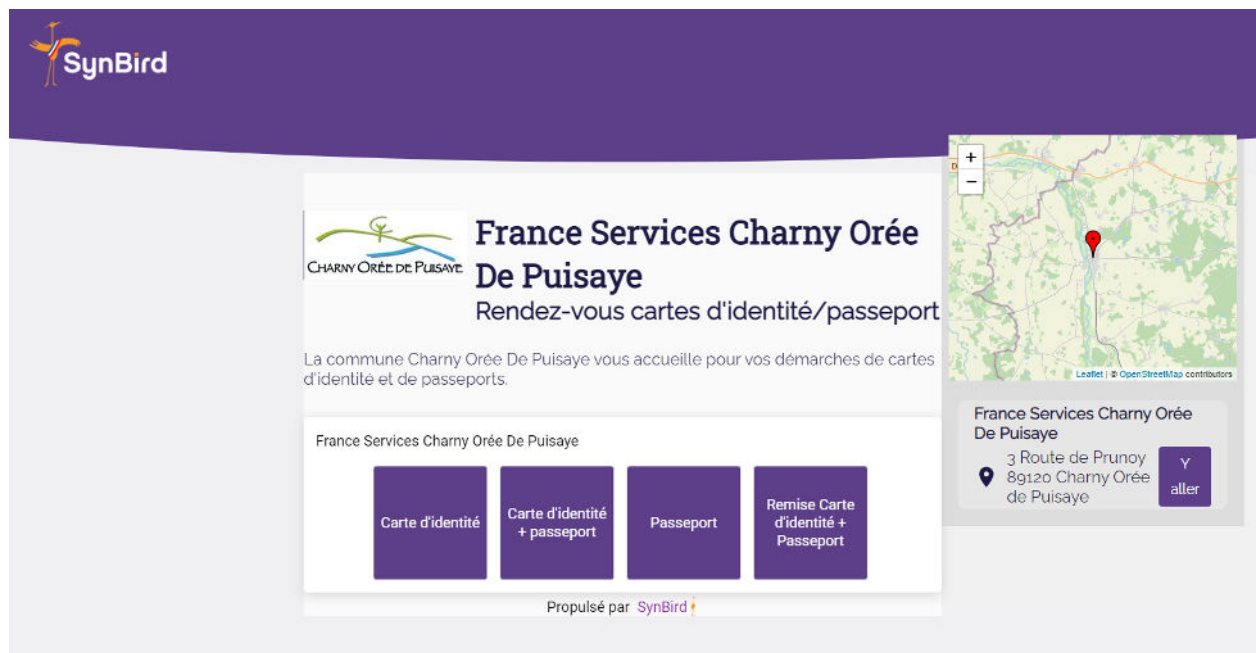 SynBird
CHARNY ORÉE DE PUISAYE
France Services Charny Orée
De Puisaye
Rendez-vous cartes d'identité/passeport
La commune Charny Orée De Puisaye vous accueille pour vos démarches de cartes
d'identité et de passeports.
France Services Charny Orée De Puisaye
Carte d'identité
Carte d'identité
+ passeport
Passeport
Remise Carte
d'identité +
Passeport
Propulsé par SynBird
+
−
D
Leaflet | © OpenStreetMap contributors
France Services Charny Orée
De Puisaye
3 Route de Prunoy
89120 Charny Orée
de Puisaye
Y
aller